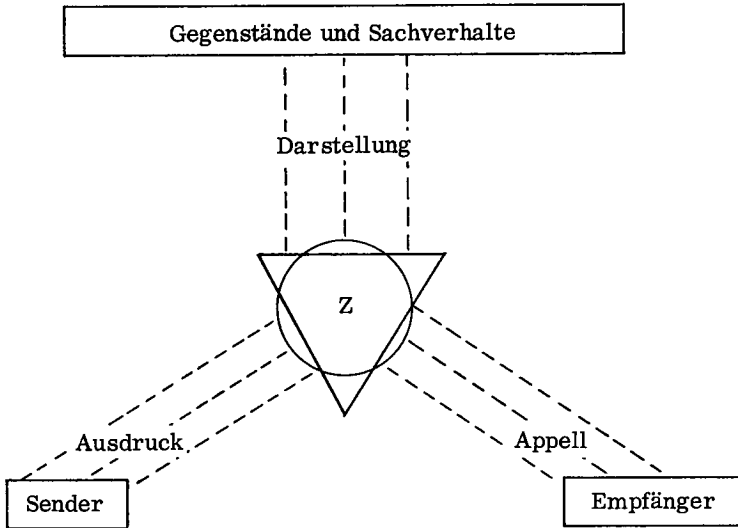 Gegenstände und Sachverhalte
Darstellung
Z
Ausdruck
Appell
Sender
Empfänger